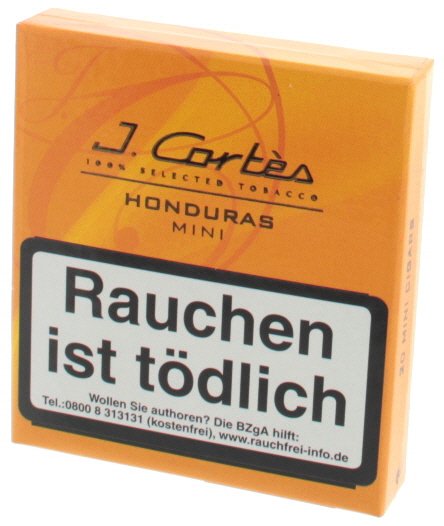 J. Cortès
100% SELECTED TOBACCO
HONDURAS
MINI
Rauchen
ist tödlich
Wollen Sie authoren? Die BZgA hilft:
Tel.:0800 8 313131 (kostenfrei), www.rauchfrei-info.de
20 MINI CIGARS